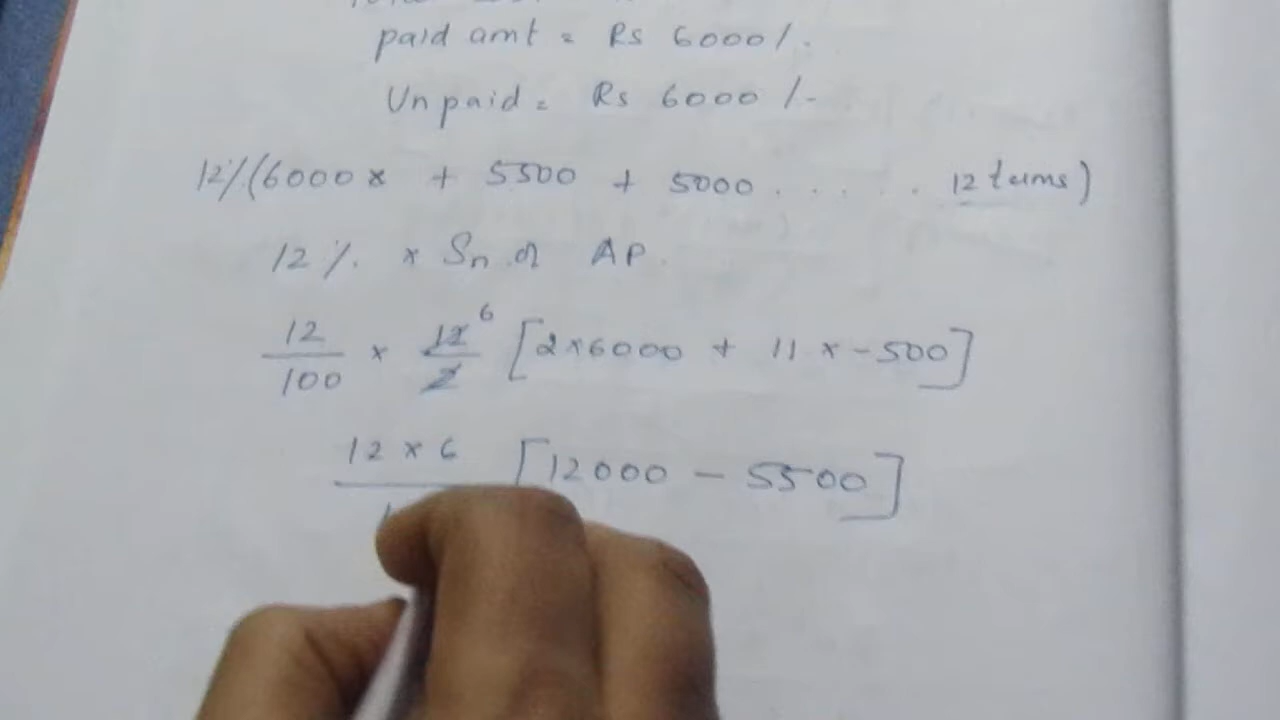 paid amt = Rs 6000/.
Unpaid = Rs 6000 /-
12%(6000 x + 5500 + 5000 . . . . . 12 terms)
12 %. x Sn of AP.
12/100 x 12/2 6 [2x6000 + 11 x -500]
12 x 6 [12000 - 5500]